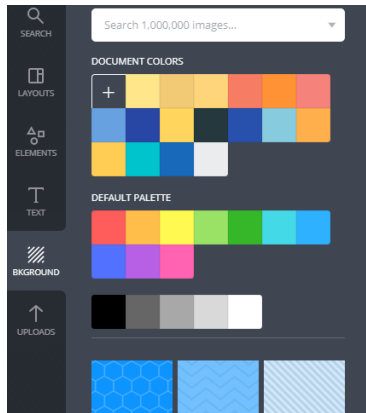 SEARCH
LAYOUTS
ELEMENTS
TEXT
BKGROUND
UPLOADS
Search 1,000,000 images...
DOCUMENT COLORS
+
DEFAULT PALETTE